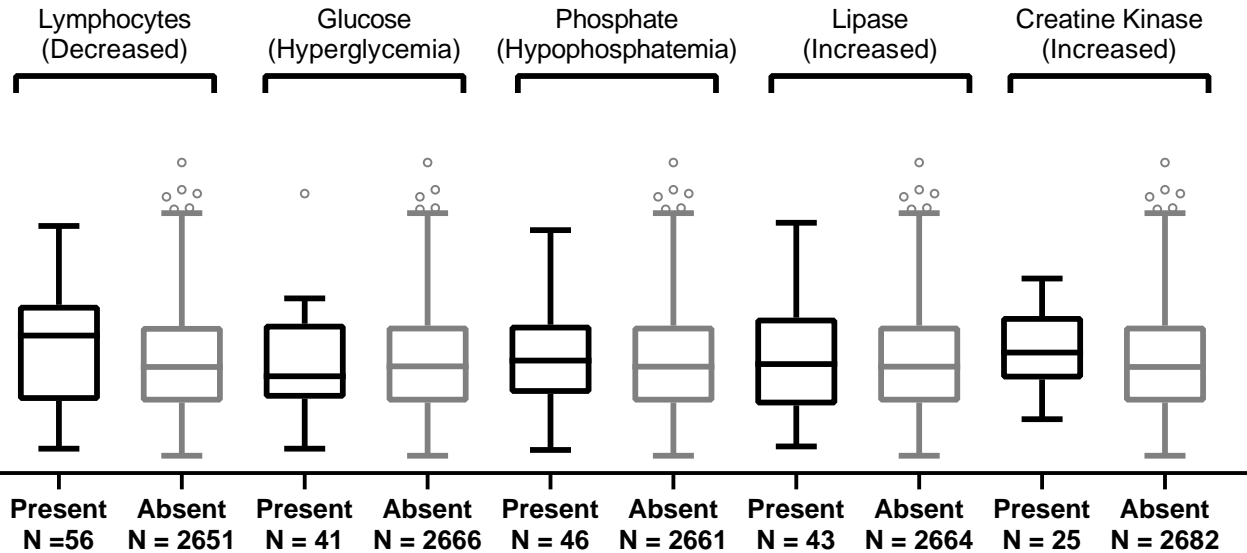 Lymphocytes
(Decreased)
Glucose
(Hyperglycemia)
Phosphate
(Hypophosphatemia)
Lipase
(Increased)
Creatine Kinase
(Increased)
Present
N =56
Absent
N = 2651
Present
N = 41
Absent
N = 2666
Present
N = 46
Absent
N = 2661
Present
N = 43
Absent
N = 2664
Present
N = 25
Absent
N = 2682